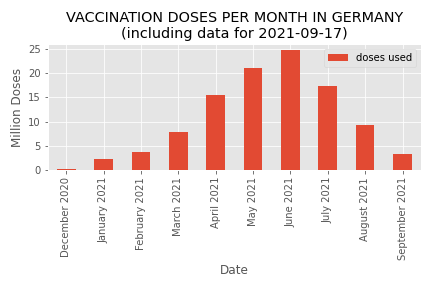 VACCINATION DOSES PER MONTH IN GERMANY
(including data for 2021-09-17)
doses used
Million Doses
25
20
15
10
5
0
December 2020
January 2021
February 2021
March 2021
April 2021
May 2021
June 2021
July 2021
August 2021
September 2021
Date